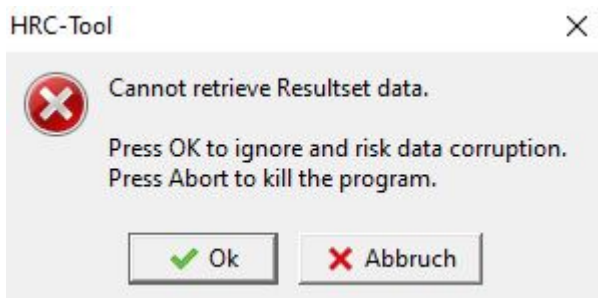 HRC-Tool
Cannot retrieve Resultset data.
Press OK to ignore and risk data corruption.
Press Abort to kill the program.
Ok
Abbruch